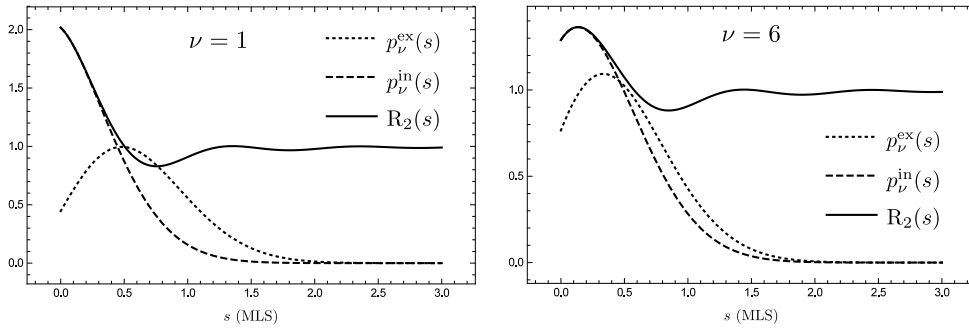 2.0
1.5
1.0
0.5
0.0
ν = 1
p_ν^ex(s)
p_ν^in(s)
R₂(s)
0.0 0.5 1.0 1.5 2.0 2.5 3.0
s (MLS)
1.0
0.5
0.0
ν = 6
p_ν^ex(s)
p_ν^in(s)
R₂(s)
0.0 0.5 1.0 1.5 2.0 2.5 3.0
s (MLS)